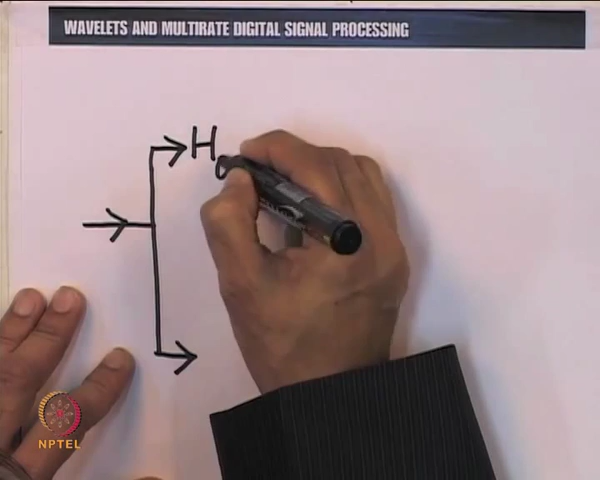 WAVELETS AND MULTIRATE DIGITAL SIGNAL PROCESSING
H
NPTEL